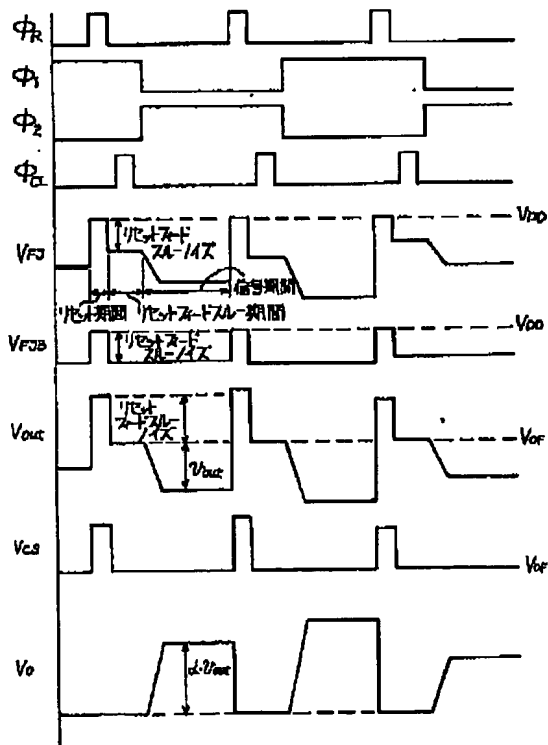 ΦR
Φ1
Φ2
ΦCL
VFJ
リセットフィード
スルーノイズ
VDD
信号期間
リセット期間
リセットフィードスルー期間
VFJB
リセットフィード
スルーノイズ
VDD
Vout
リセット
フィードスルー
ノイズ
VOF
Vout
VCS
VOF
VO
α·Vout